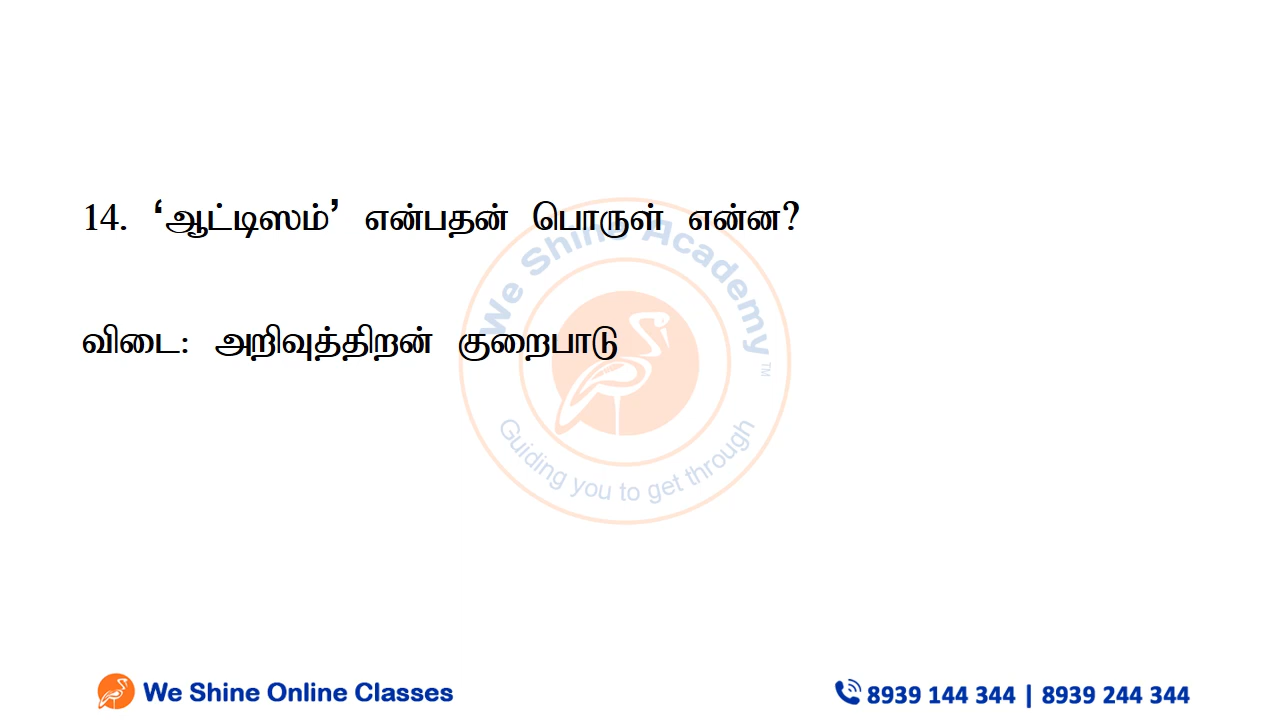 14. ‘ஆட்டிஸம்’ என்பதன் பொருள் என்ன?
விடை: அறிவுத்திறன் குறைபாடு
We Shine Academy
TM
Guiding you to get through
We Shine Online Classes
8939 144 344 | 8939 244 344